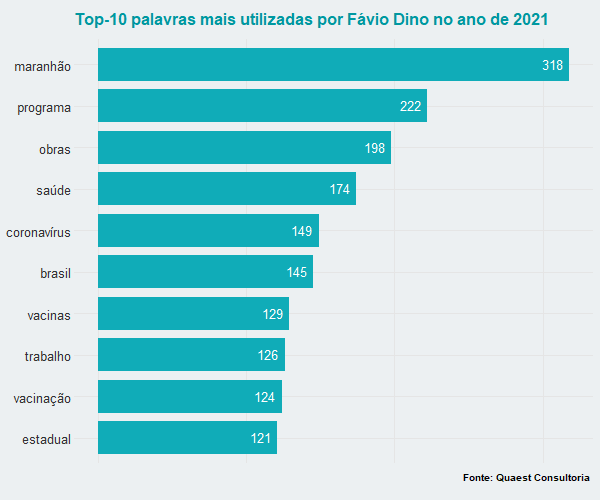 Top-10 palavras mais utilizadas por Fávio Dino no ano de 2021
maranhão 318
programa 222
obras 198
saúde 174
coronavírus 149
brasil 145
vacinas 129
trabalho 126
vacinação 124
estadual 121
Fonte: Quaest Consultoria